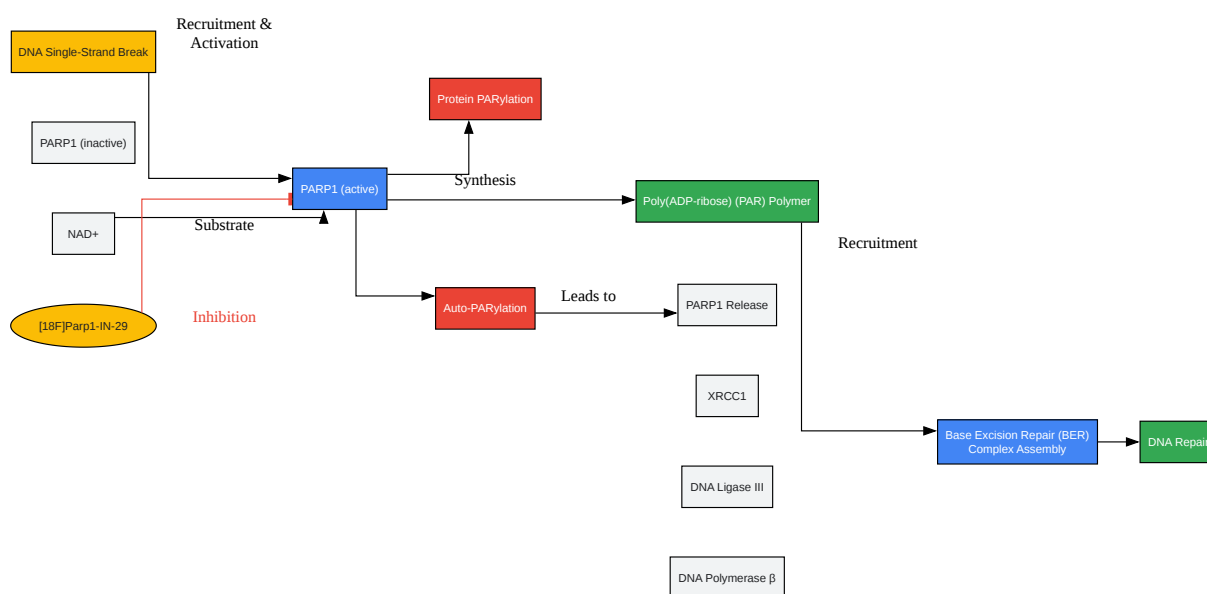 Recruitment &
Activation
DNA Single-Strand Break
Protein PARylation
PARP1 (inactive)
PARP1 (active)
Synthesis
Poly(ADP-ribose) (PAR) Polymer
NAD+
Substrate
Recruitment
Auto-PARylation
Leads to
PARP1 Release
[18F]Parp1-IN-29
Inhibition
XRCC1
Base Excision Repair (BER)
Complex Assembly
DNA Repair
DNA Ligase III
DNA Polymerase β